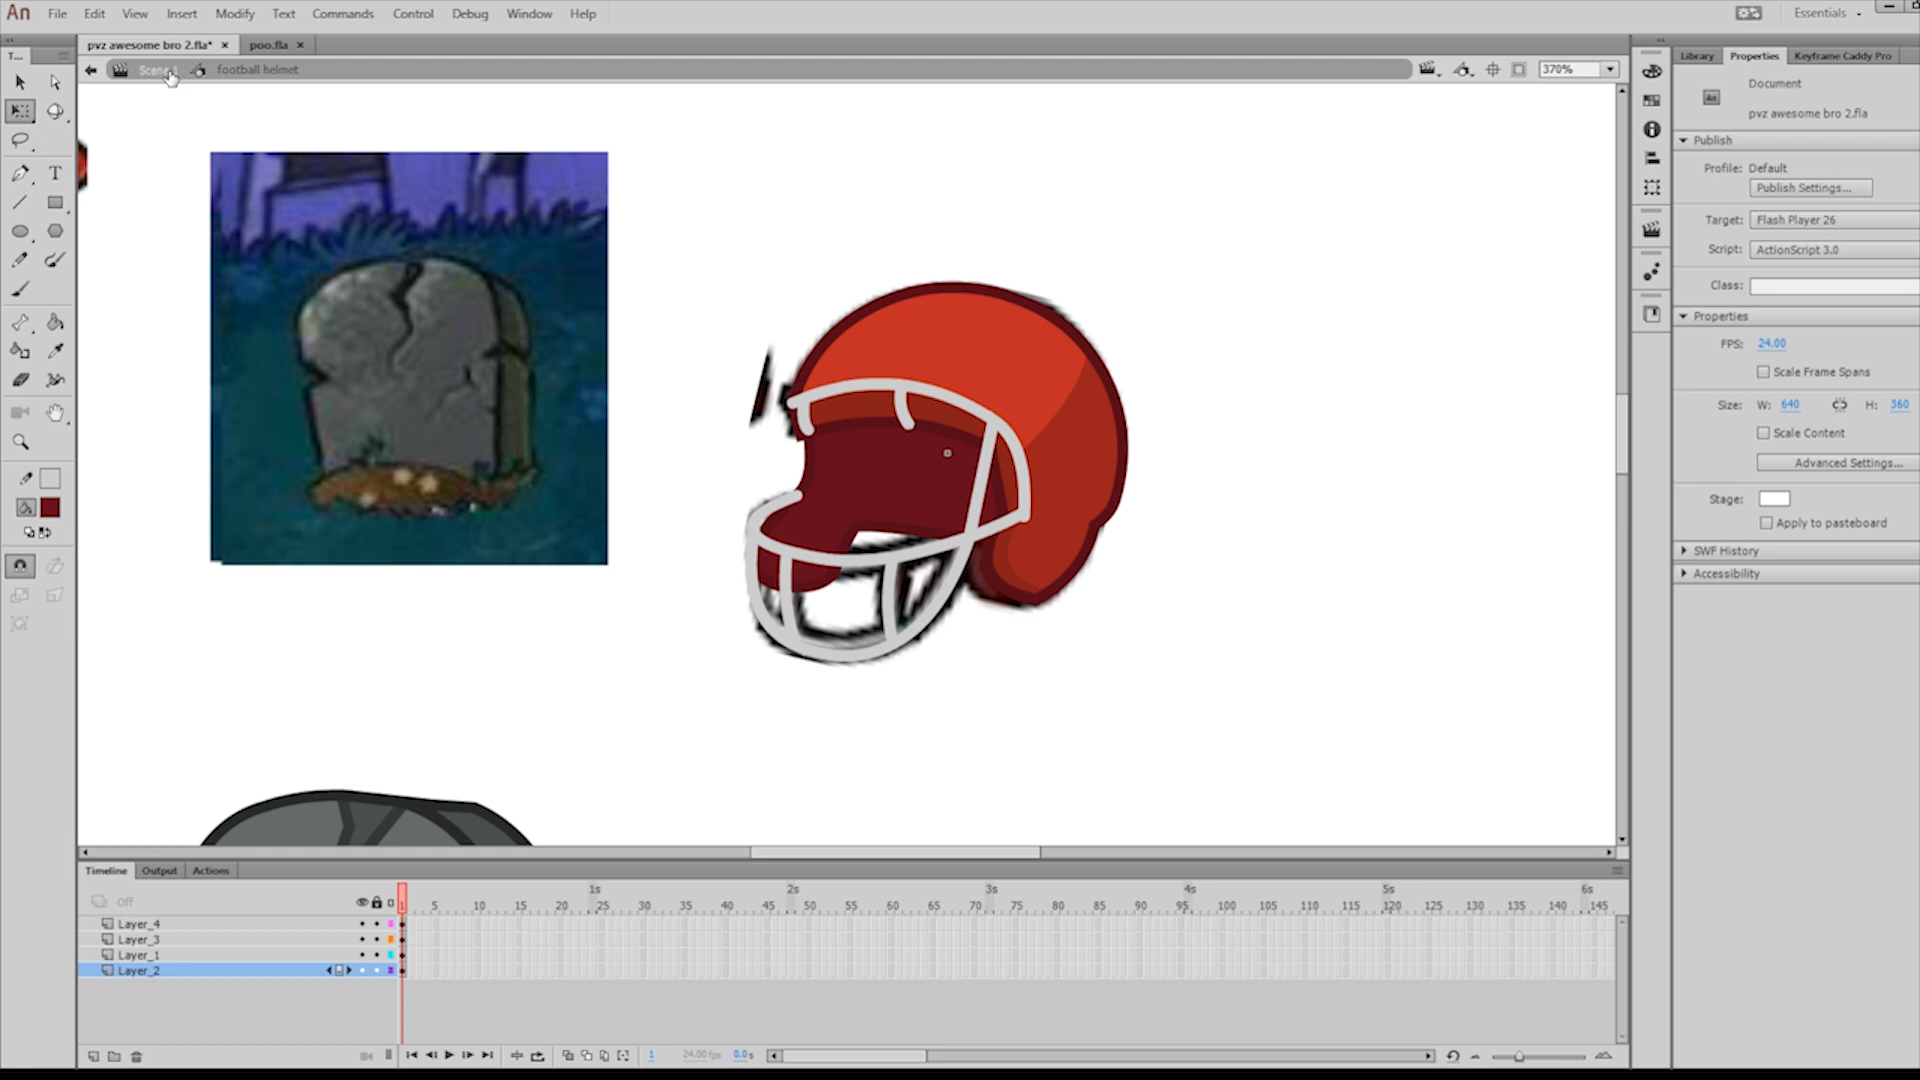 An File Edit View Insert Modify Text Commands Control Debug Window Help Essentials
T... pvz awesome bro 2.fla* × poo.fla × Library Properties Keyframe Caddy Pro
Scene 1 football helmet 370%
Document
An pvz awesome bro 2.fla
Publish
Profile: Default
Publish Settings...
Target: Flash Player 26
Script: ActionScript 3.0
Class:
Properties
FPS: 24.00
Scale Frame Spans
Size: W: 640 H: 360
Scale Content
Advanced Settings...
Stage:
Apply to pasteboard
SWF History
Accessibility
T
Timeline Output Actions
Off 1s 2s 3s 4s 5s 6s
1 5 10 15 20 25 30 35 40 45 50 55 60 65 70 75 80 85 90 95 100 105 110 115 120 125 130 135 140 145
Layer_4
Layer_3
Layer_1
Layer_2
1 24.00 fps 0.0 s